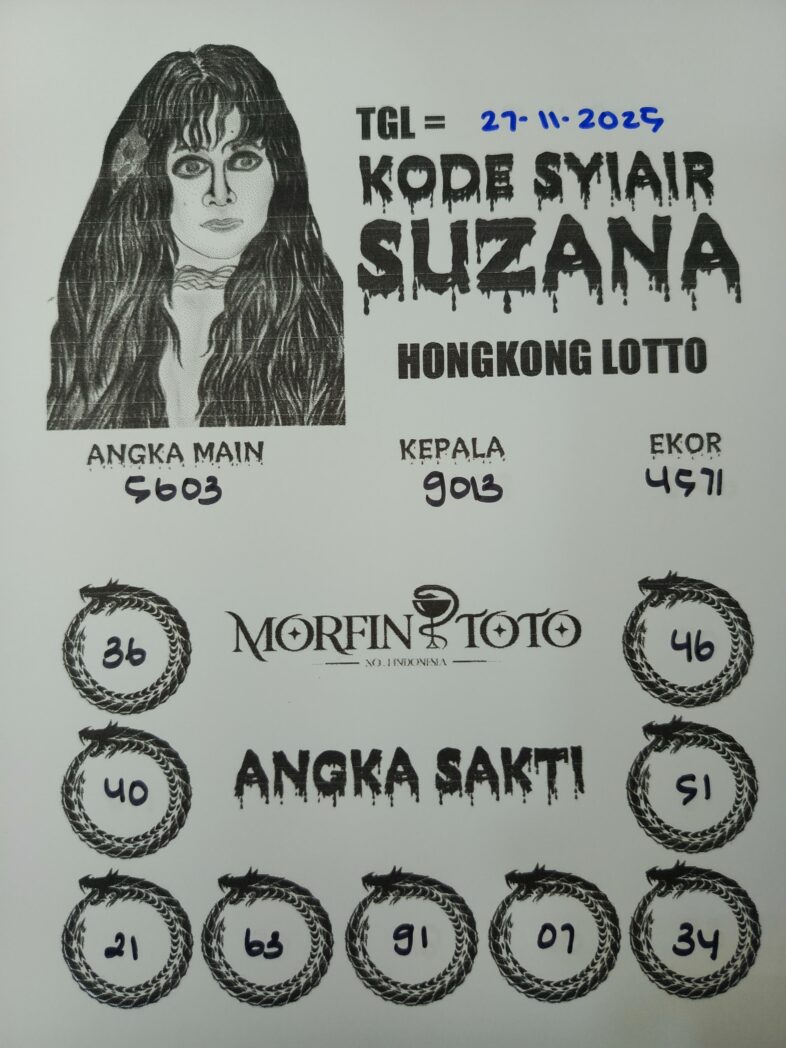 TGL = 27-11-2025
KODE SYIAIR
SUZANA
HONGKONG LOTTO
ANGKA MAIN KEPALA EKOR
5603 9013 4571
36 MORFIN TOTO 46
NO. 1 INDONESIA
40 ANGKA SAKTI 51
21 63 91 07 34